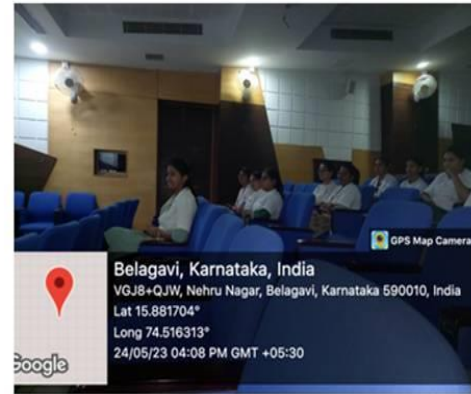 GPS Map Camera
Belagavi, Karnataka, India
VGJ8+QJW, Nehru Nagar, Belagavi, Karnataka 590010, India
Lat 15.881704°
Long 74.516313°
24/05/23 04:08 PM GMT +05:30
Google